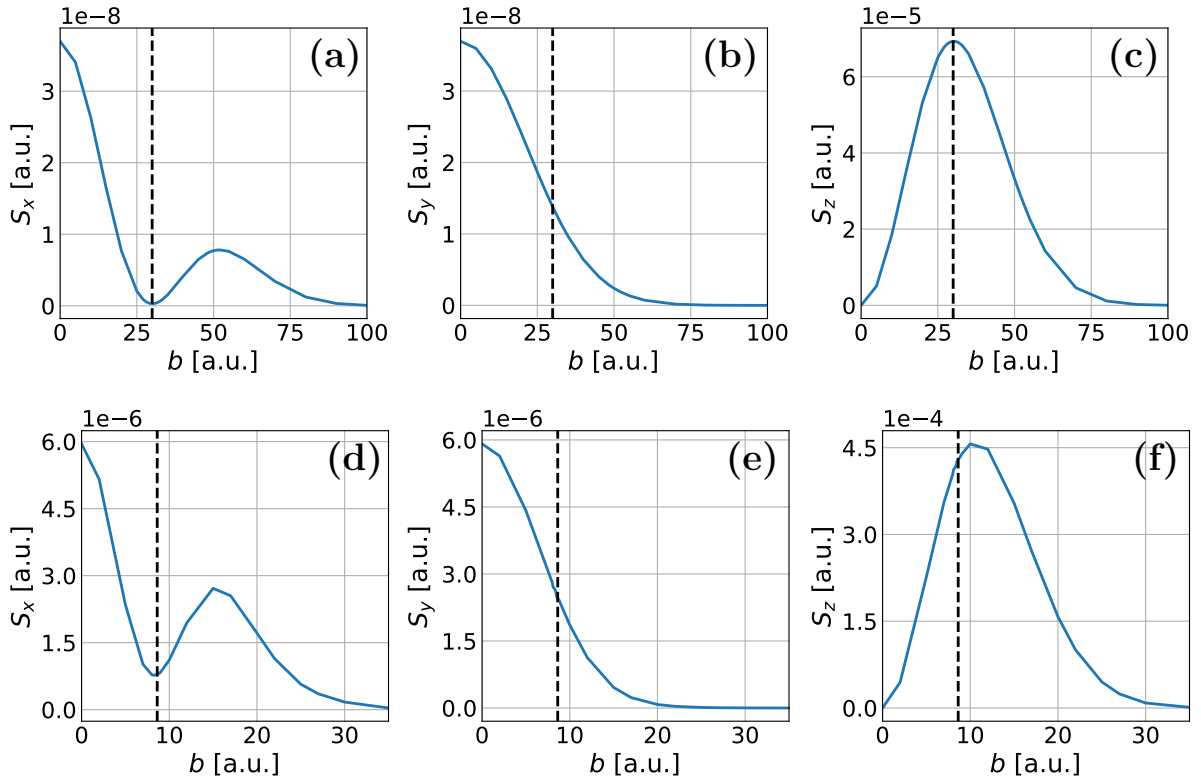 1e−8 1e−8 1e−5
(a) (b) (c)
S_x [a.u.] S_y [a.u.] S_z [a.u.]
3 3 6
2 2 4
1 1 2
0 0 0
0 25 50 75 100 0 25 50 75 100 0 25 50 75 100
b [a.u.] b [a.u.] b [a.u.]
1e−6 1e−6 1e−4
(d) (e) (f)
S_x [a.u.] S_y [a.u.] S_z [a.u.]
6.0 6.0 4.5
4.5 4.5 3.0
3.0 3.0 1.5
1.5 1.5 0.0
0.0 0.0
0 10 20 30 0 10 20 30 0 10 20 30
b [a.u.] b [a.u.] b [a.u.]